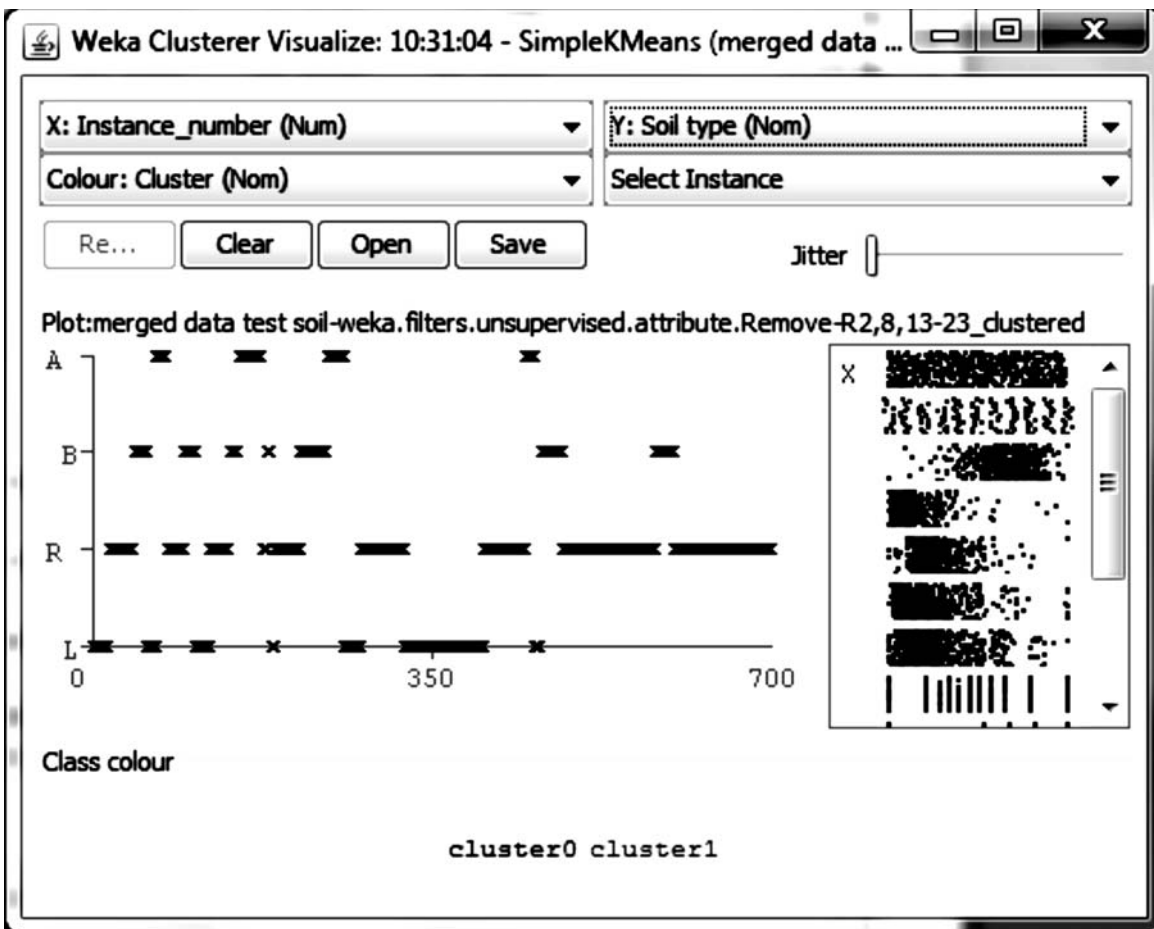 Weka Clusterer Visualize: 10:31:04 - SimpleKMeans (merged data ...
X: Instance_number (Num)
Y: Soil type (Nom)
Colour: Cluster (Nom)
Select Instance
Re...
Clear
Open
Save
Jitter
Plot:merged data test soil-weka.filters.unsupervised.attribute.Remove-R2,8,13-23_clustered
A
B
R
L
0
350
700
X
Class colour
cluster0 cluster1